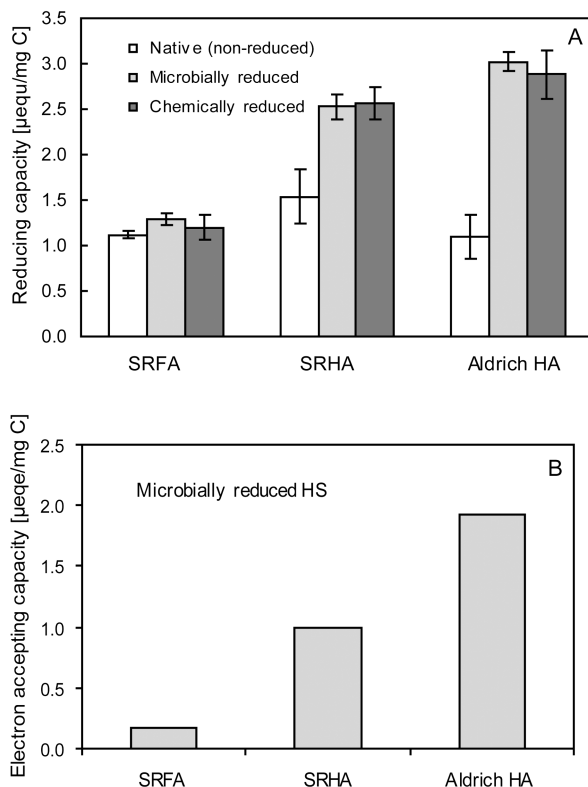 Reducing capacity [µequ/mg C]
3.5
3.0
2.5
2.0
1.5
1.0
0.5
0.0
A
Native (non-reduced)
Microbially reduced
Chemically reduced
SRFA SRHA Aldrich HA
Electron accepting capacity [µeqe/mg C]
2.5
2.0
1.5
1.0
0.5
0.0
B
Microbially reduced HS
SRFA SRHA Aldrich HA